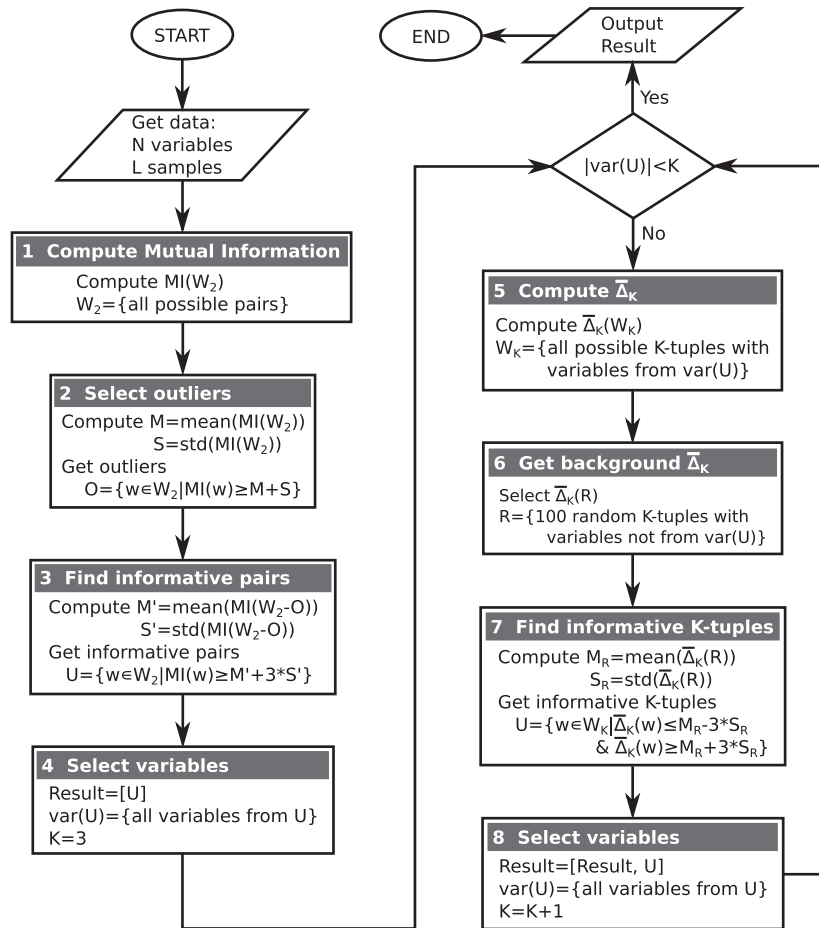 START
Get data:
N variables
L samples
1 Compute Mutual Information
Compute MI(W₂)
W₂={all possible pairs}
2 Select outliers
Compute M=mean(MI(W₂))
S=std(MI(W₂))
Get outliers
O={w∊W₂|MI(w)≥M+S}
3 Find informative pairs
Compute M'=mean(MI(W₂-O))
S'=std(MI(W₂-O))
Get informative pairs
U={w∊W₂|MI(w)≥M'+3*S'}
4 Select variables
Result=[U]
var(U)={all variables from U}
K=3
END
Output
Result
Yes
|var(U)|<K
No
5 Compute Δ̅_K
Compute Δ̅_K(W_K)
W_K={all possible K-tuples with
variables from var(U)}
6 Get background Δ̅_K
Select Δ̅_K(R)
R={100 random K-tuples with
variables not from var(U)}
7 Find informative K-tuples
Compute M_R=mean(Δ̅_K(R))
S_R=std(Δ̅_K(R))
Get informative K-tuples
U={w∊W_K|Δ̅_K(w)≤M_R-3*S_R
& Δ̅_K(w)≥M_R+3*S_R}
8 Select variables
Result=[Result, U]
var(U)={all variables from U}
K=K+1